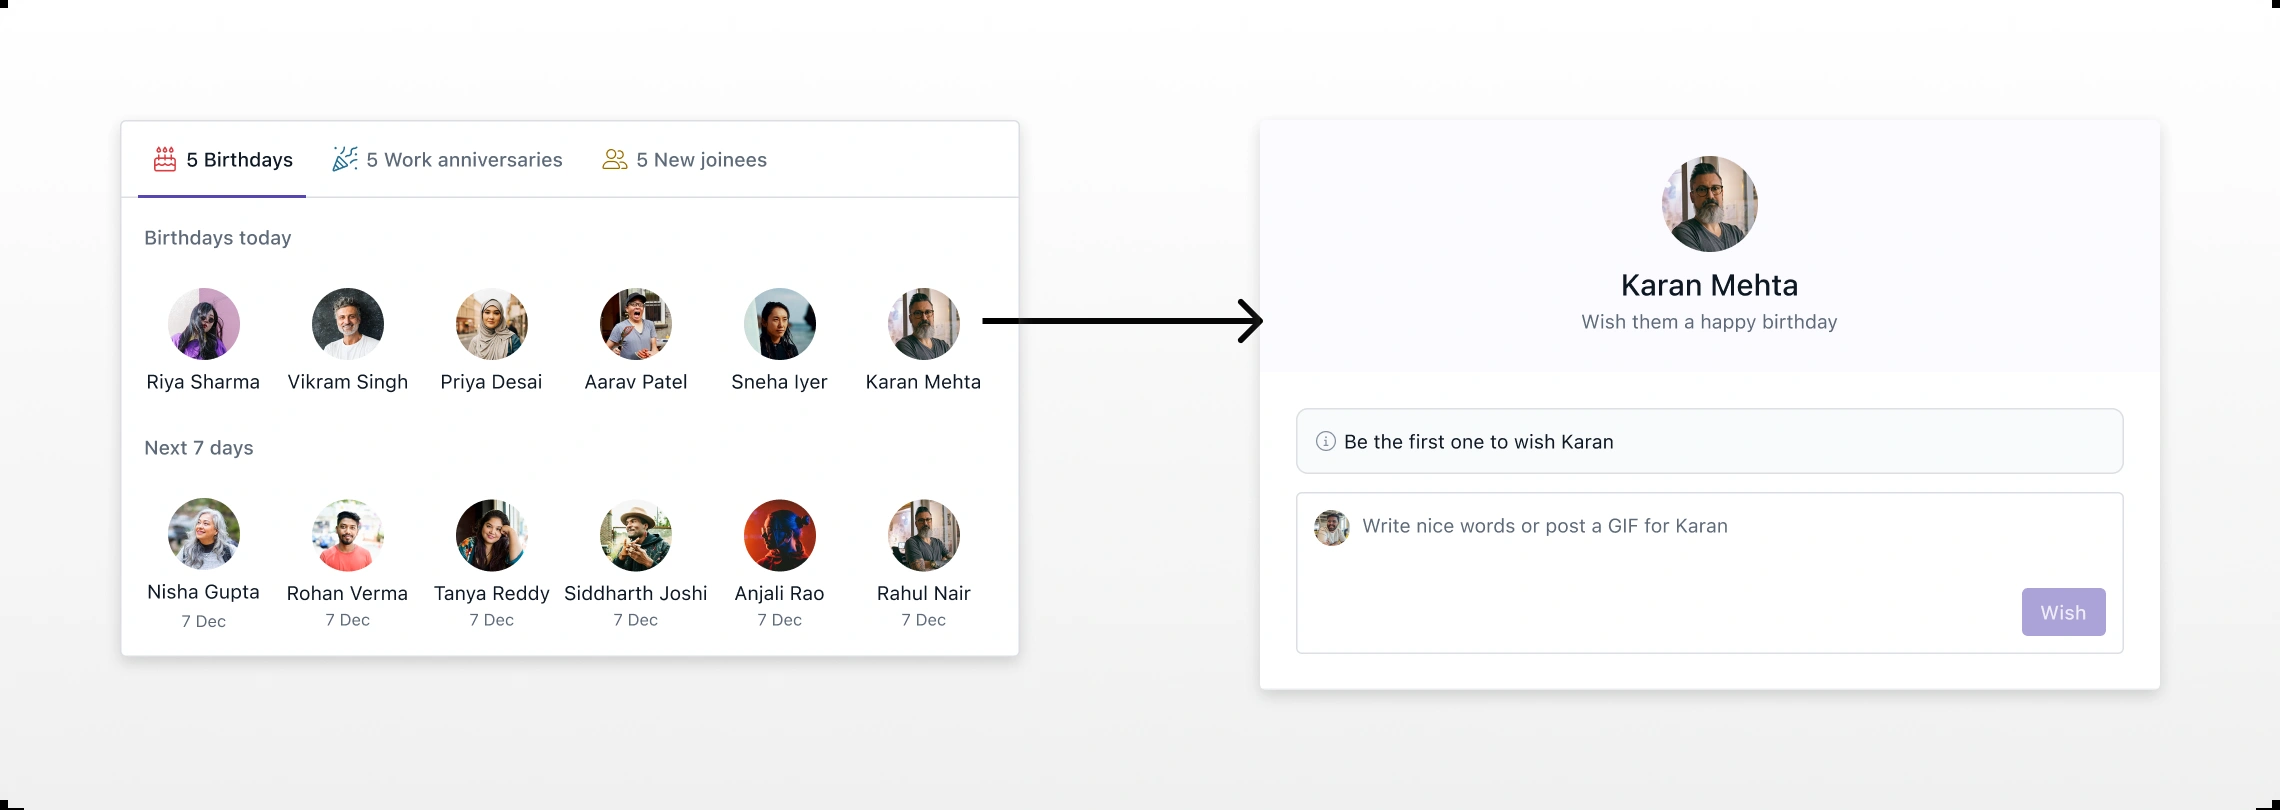 5 Birthdays
5 Work anniversaries
5 New joinees
Birthdays today
Riya Sharma
Vikram Singh
Priya Desai
Aarav Patel
Sneha Iyer
Karan Mehta
Next 7 days
Nisha Gupta
7 Dec
Rohan Verma
7 Dec
Tanya Reddy
7 Dec
Siddharth Joshi
7 Dec
Anjali Rao
7 Dec
Rahul Nair
7 Dec
Karan Mehta
Wish them a happy birthday
Be the first one to wish Karan
Write nice words or post a GIF for Karan
Wish